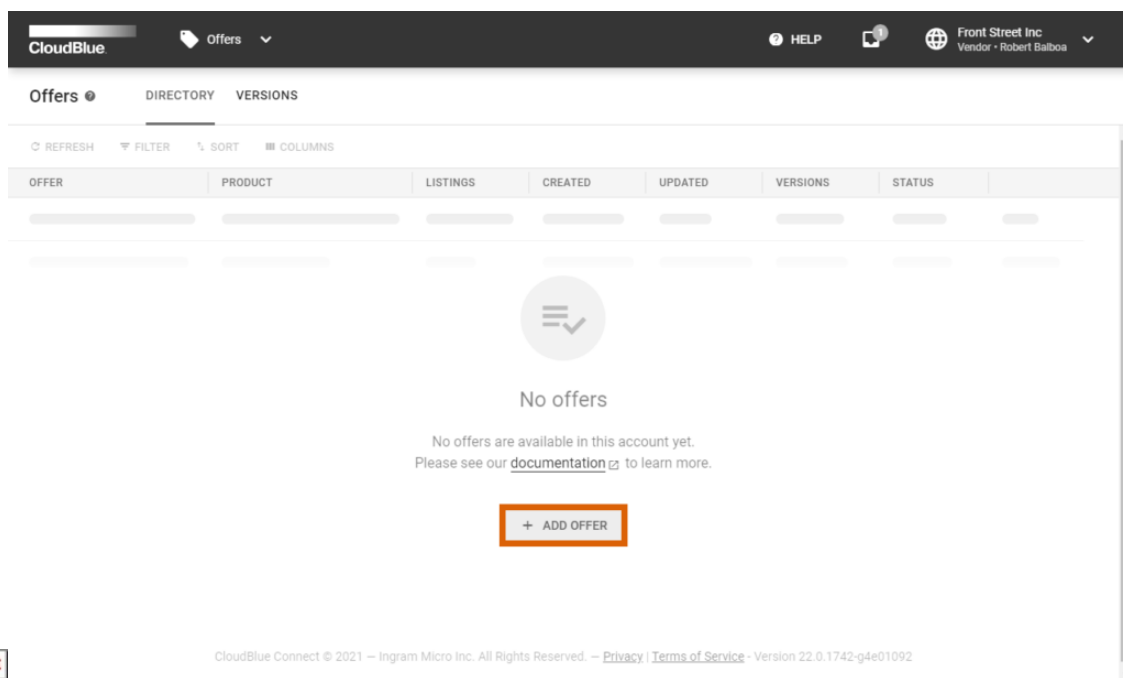 CloudBlue.
Offers
HELP
1
Front Street Inc
Vendor • Robert Balboa
Offers
DIRECTORY
VERSIONS
REFRESH
FILTER
SORT
COLUMNS
OFFER
PRODUCT
LISTINGS
CREATED
UPDATED
VERSIONS
STATUS
No offers
No offers are available in this account yet.
Please see our documentation to learn more.
+ ADD OFFER
CloudBlue Connect © 2021 — Ingram Micro Inc. All Rights Reserved. — Privacy | Terms of Service - Version 22.0.1742-g4e01092